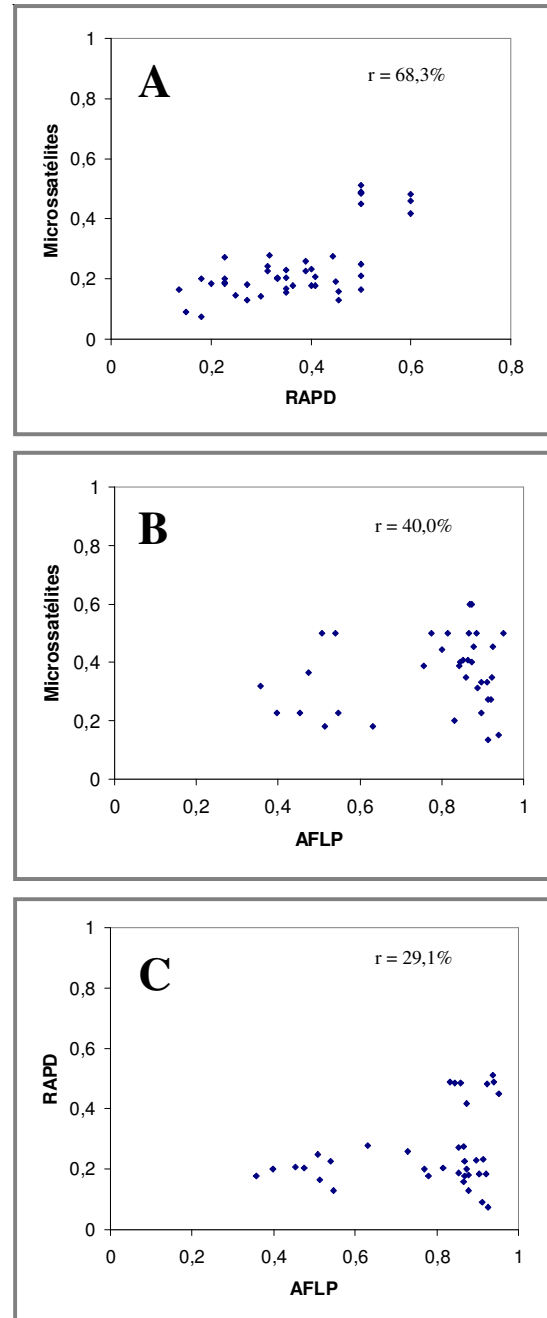 A
r = 68,3%
Microssatélites
1
0,8
0,6
0,4
0,2
0
0 0,2 0,4 0,6 0,8
RAPD
B
r = 40,0%
Microssatélites
1
0,8
0,6
0,4
0,2
0
0 0,2 0,4 0,6 0,8 1
AFLP
C
r = 29,1%
RAPD
1
0,8
0,6
0,4
0,2
0
0 0,2 0,4 0,6 0,8 1
AFLP